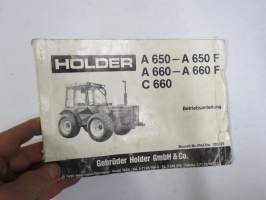 HOLDER
A 650 – A 650 F
A 660 – A 660 F
C 660
Betriebsanleitung
Gebrüder Holder GmbH & Co.